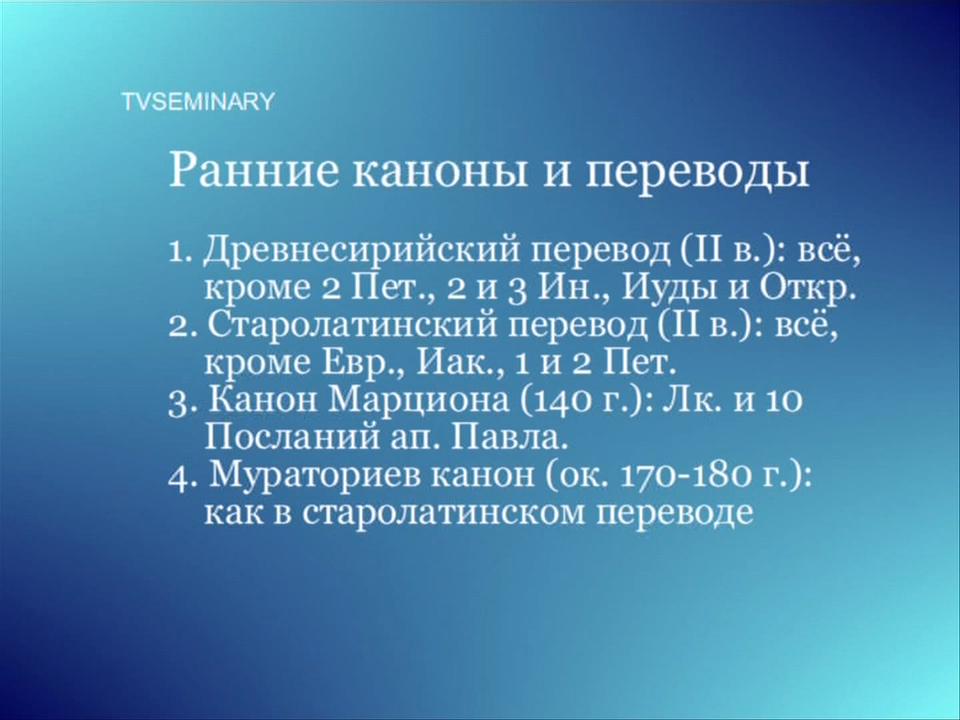 TVSEMINARY
Ранние каноны и переводы
1. Древнесирийский перевод (II в.): всё,
кроме 2 Пет., 2 и 3 Ин., Иуды и Откр.
2. Старолатинский перевод (II в.): всё,
кроме Евр., Иак., 1 и 2 Пет.
3. Канон Марциона (140 г.): Лк. и 10
Посланий ап. Павла.
4. Мураториев канон (ок. 170-180 г.):
как в старолатинском переводе